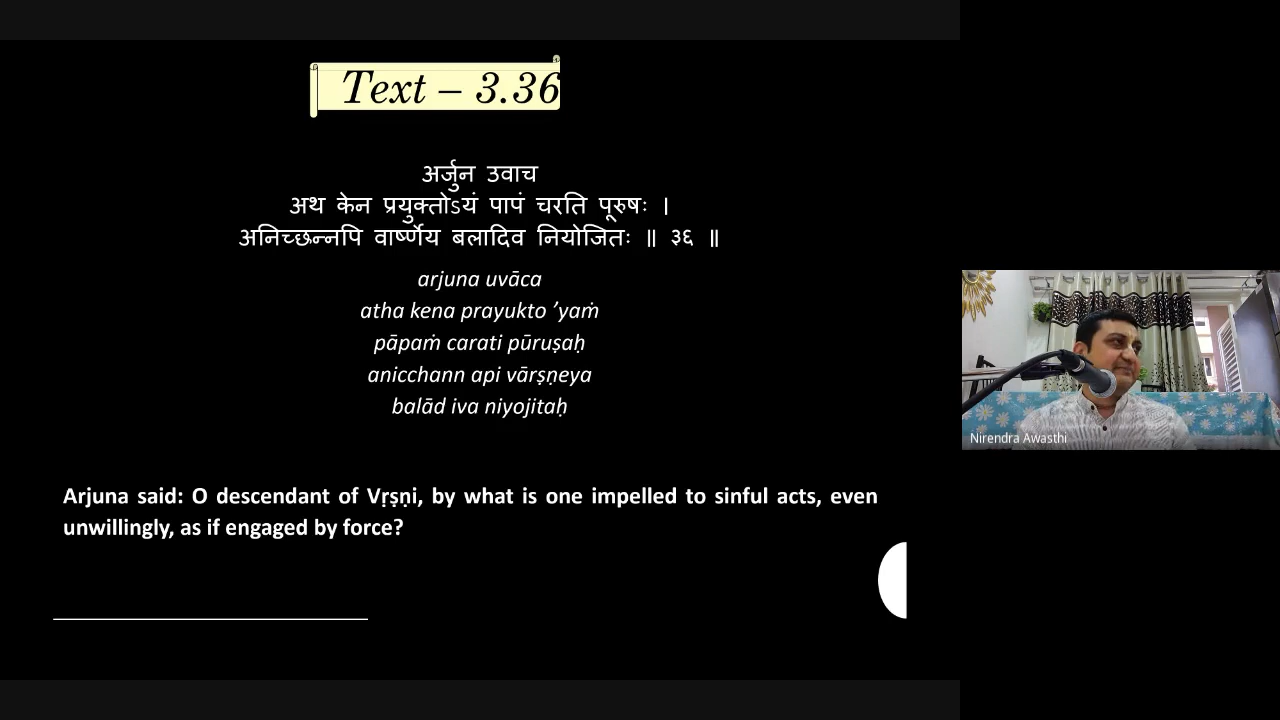 Text – 3.36
अर्जुन उवाच
अथ केन प्रयुक्तोऽयं पापं चरति पूरुषः ।
अनिच्छन्नपि वार्ष्णेय बलादिव नियोजितः ॥ ३६ ॥
arjuna uvāca
atha kena prayukto ’yaṁ
pāpaṁ carati pūruṣaḥ
anicchann api vārṣṇeya
balād iva niyojitaḥ
Arjuna said: O descendant of Vṛṣṇi, by what is one impelled to sinful acts, even
unwillingly, as if engaged by force?
Nirendra Awasthi